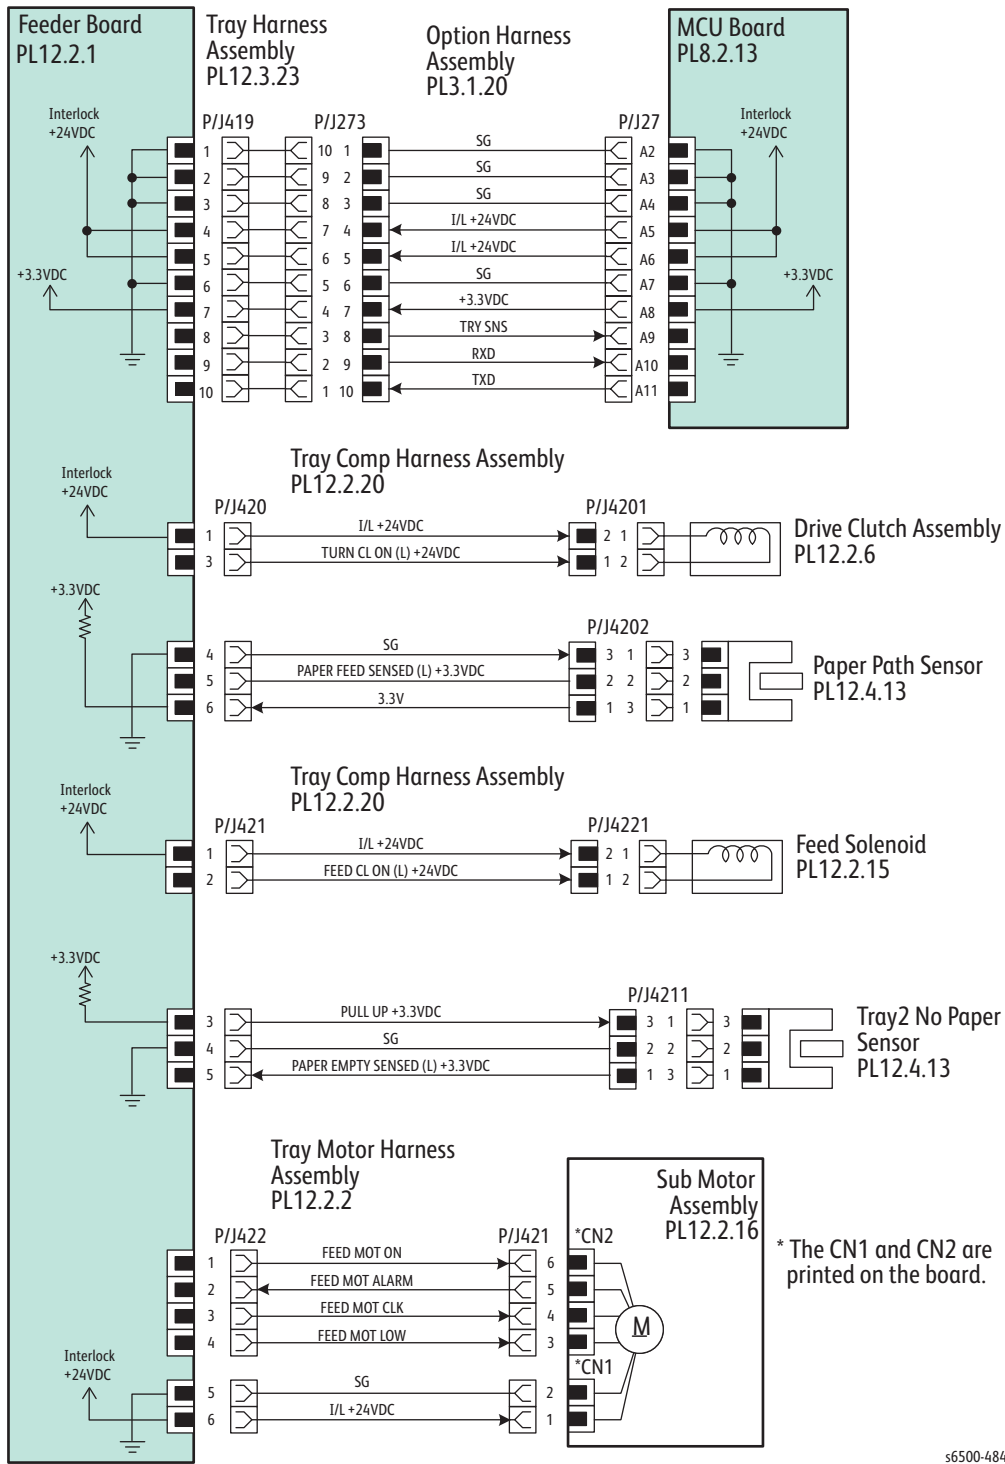 Feeder Board
PL12.2.1
Tray Harness
Assembly
PL12.3.23
Option Harness
Assembly
PL3.1.20
MCU Board
PL8.2.13
Interlock
+24VDC
P/J419
P/J273
P/J27
Interlock
+24VDC
1 10 1 SG A2
2 9 2 SG A3
3 8 3 SG A4
4 7 4 I/L +24VDC A5
5 6 5 I/L +24VDC A6
+3.3VDC
+3.3VDC
6 5 6 SG A7
7 4 7 +3.3VDC A8
8 3 8 TRY SNS A9
9 2 9 RXD A10
10 1 10 TXD A11
Tray Comp Harness Assembly
PL12.2.20
Interlock
+24VDC
P/J420
P/J4201
1 I/L +24VDC 2 1
3 TURN CL ON (L) +24VDC 1 2
Drive Clutch Assembly
PL12.2.6
+3.3VDC
P/J4202
4 SG 3 1 3
5 PAPER FEED SENSED (L) +3.3VDC 2 2 2
6 3.3V 1 3 1
Paper Path Sensor
PL12.4.13
Tray Comp Harness Assembly
PL12.2.20
Interlock
+24VDC
P/J421
P/J4221
1 I/L +24VDC 2 1
2 FEED CL ON (L) +24VDC 1 2
Feed Solenoid
PL12.2.15
+3.3VDC
P/J4211
3 PULL UP +3.3VDC 3 1 3
4 SG 2 2 2
5 PAPER EMPTY SENSED (L) +3.3VDC 1 3 1
Tray2 No Paper
Sensor
PL12.4.13
Tray Motor Harness
Assembly
PL12.2.2
Sub Motor
Assembly
PL12.2.16
P/J422
P/J421
*CN2
1 FEED MOT ON 6
2 FEED MOT ALARM 5
3 FEED MOT CLK 4
4 FEED MOT LOW 3
M
* The CN1 and CN2 are
printed on the board.
Interlock
+24VDC
*CN1
5 SG 2
6 I/L +24VDC 1
s6500-484